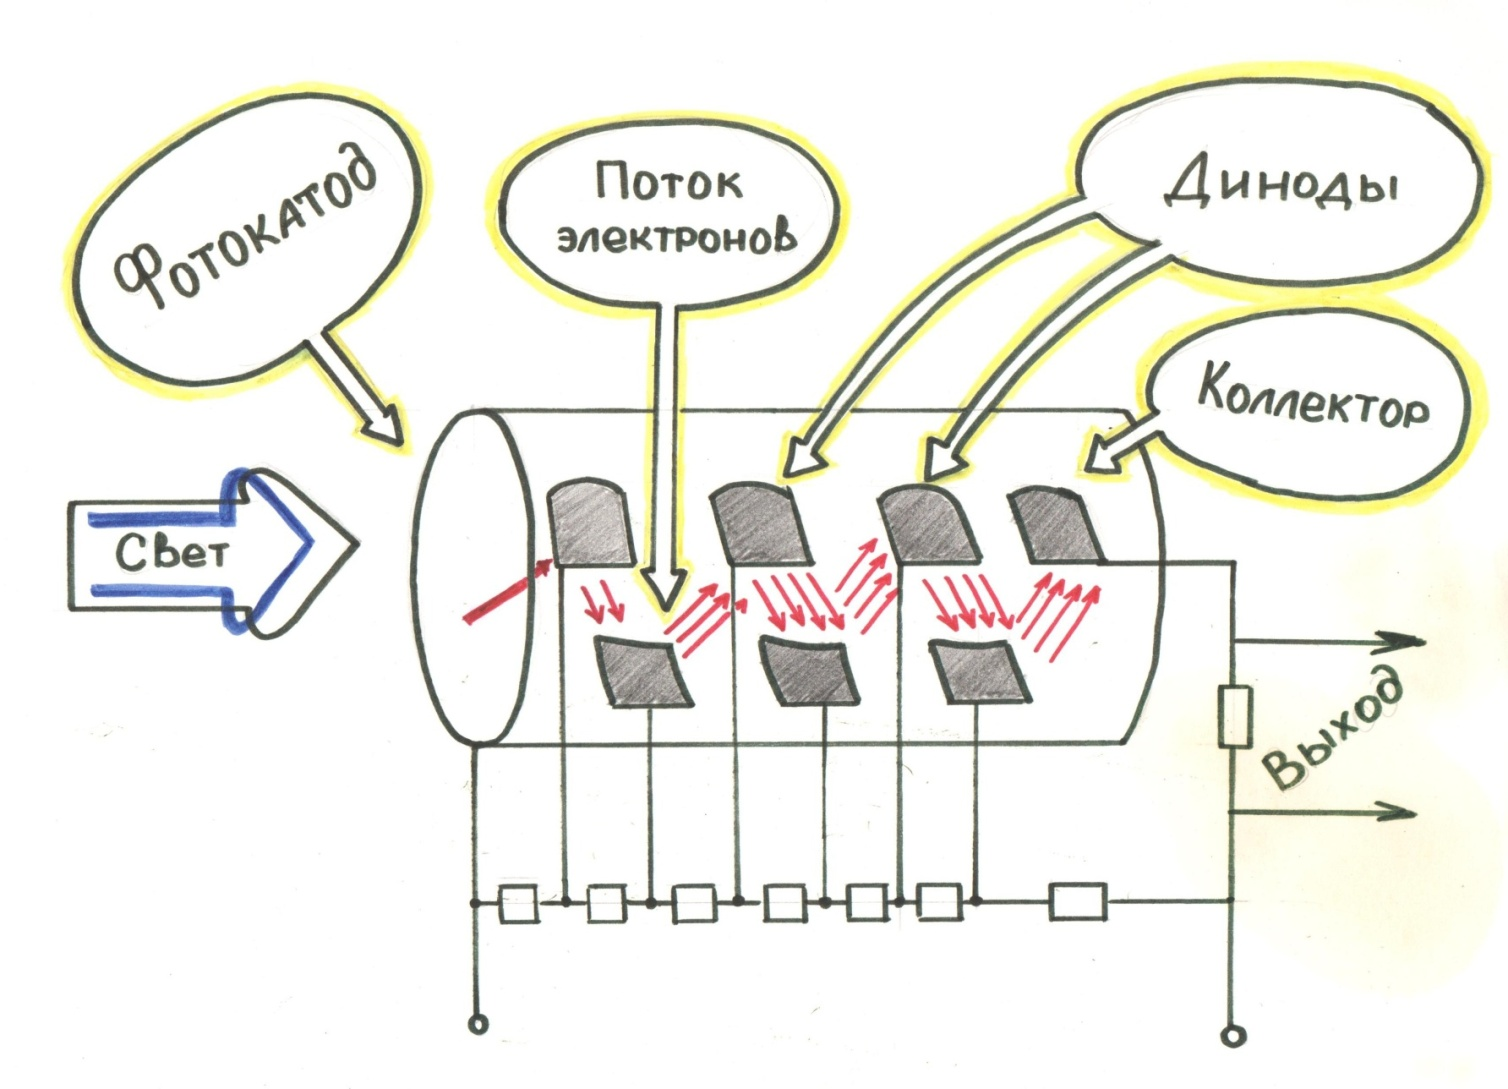 Фотокатод
Поток
электронов
Диноды
Коллектор
Свет
Выход